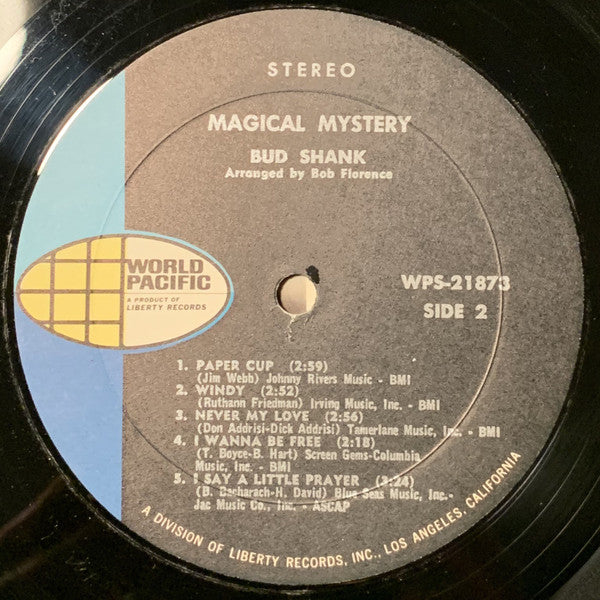 STEREO
MAGICAL MYSTERY
BUD SHANK
Arranged by Bob Florence
WORLD
PACIFIC
A PRODUCT OF
LIBERTY RECORDS
WPS-21873
SIDE 2
1. PAPER CUP (2:59)
(Jim Webb) Johnny Rivers Music - BMI
2. WINDY (2:52)
(Ruthann Friedman) Irving Music, Inc. - BMI
3. NEVER MY LOVE (2:56)
(Don Addrisi-Dick Addrisi) Tamerlane Music, Inc. - BMI
4. I WANNA BE FREE (2:18)
(T. Boyce-B. Hart) Screen Gems-Columbia
Music, Inc. - BMI
5. I SAY A LITTLE PRAYER (3:24)
(B. Bacharach-H. David) Blue Seas Music, Inc.-
Jac Music Co., Inc. - ASCAP
A DIVISION OF LIBERTY RECORDS, INC., LOS ANGELES, CALIFORNIA